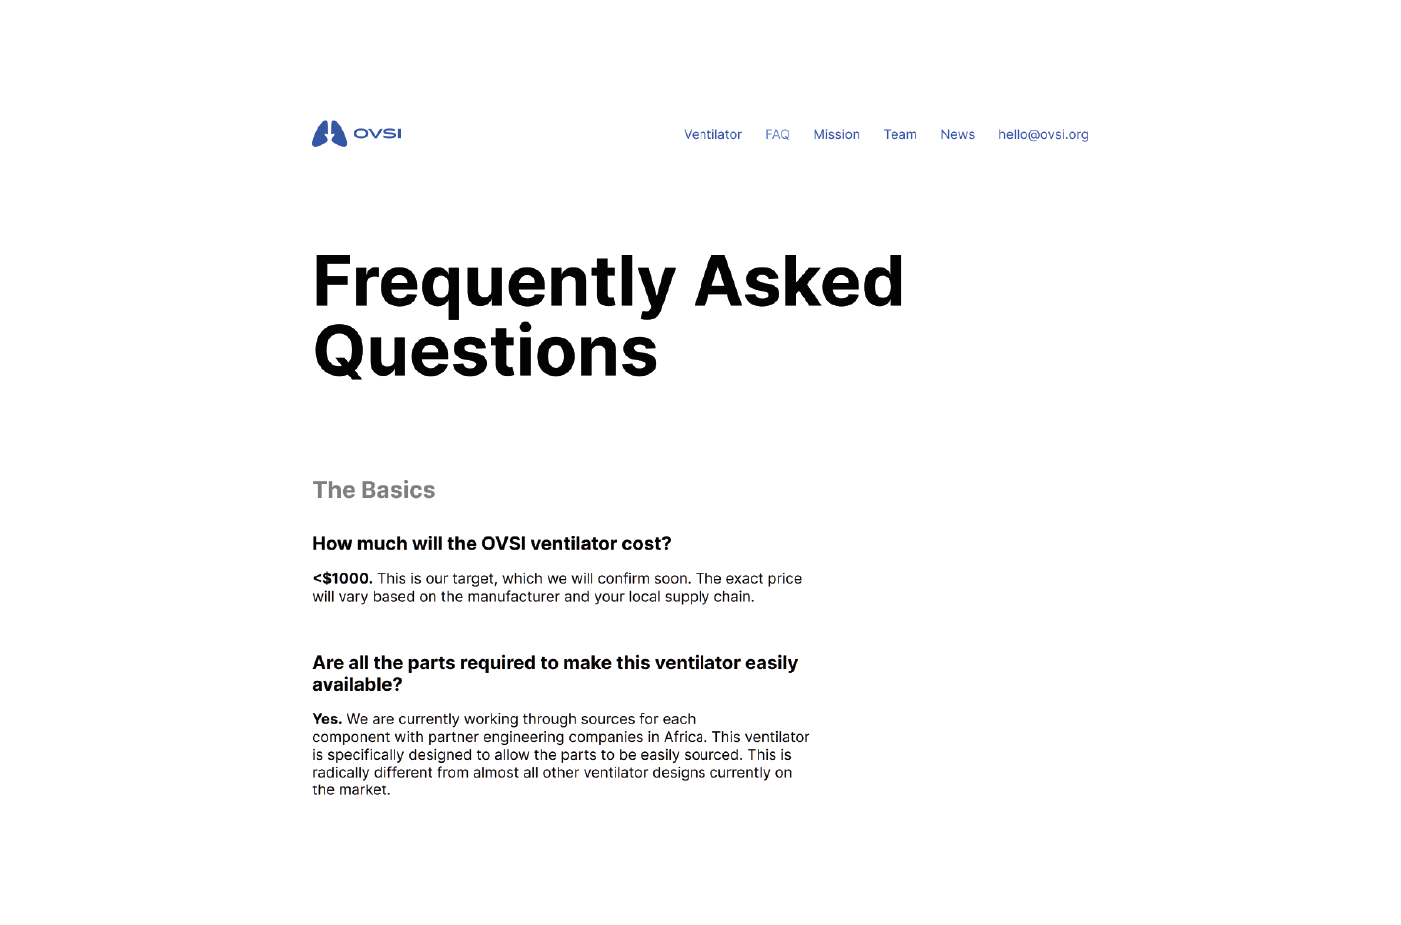 OVSI
Ventilator FAQ Mission Team News hello@ovsi.org
Frequently Asked
Questions
The Basics
How much will the OVSI ventilator cost?
<$1000. This is our target, which we will confirm soon. The exact price
will vary based on the manufacturer and your local supply chain.
Are all the parts required to make this ventilator easily
available?
Yes. We are currently working through sources for each
component with partner engineering companies in Africa. This ventilator
is specifically designed to allow the parts to be easily sourced. This is
radically different from almost all other ventilator designs currently on
the market.